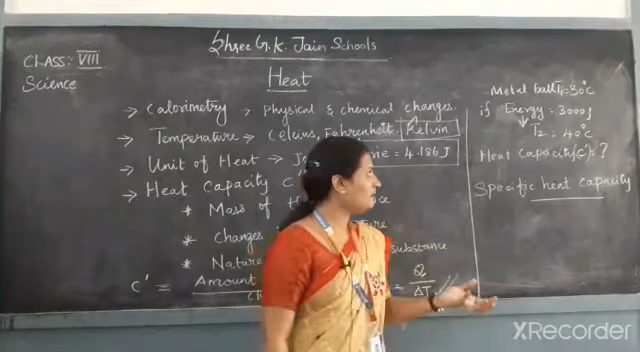 Shree G.K. Jain Schools
CLASS: VIII
Science
Heat
→ Calorimetry → Physical & chemical changes.
→ Temperature → Celcius, Fahrenheit, Kelvin
→ Unit of Heat → = 4.186 J
→ Heat Capacity C'
* Mass of
* Changes
* Nature substance
C' = Amount = Q
ΔT
Metal ball T1 = 30°C
if Energy = 3000J
T2 = 40°C
Heat Capacity (C') = ?
Specific heat capacity
XRecorder